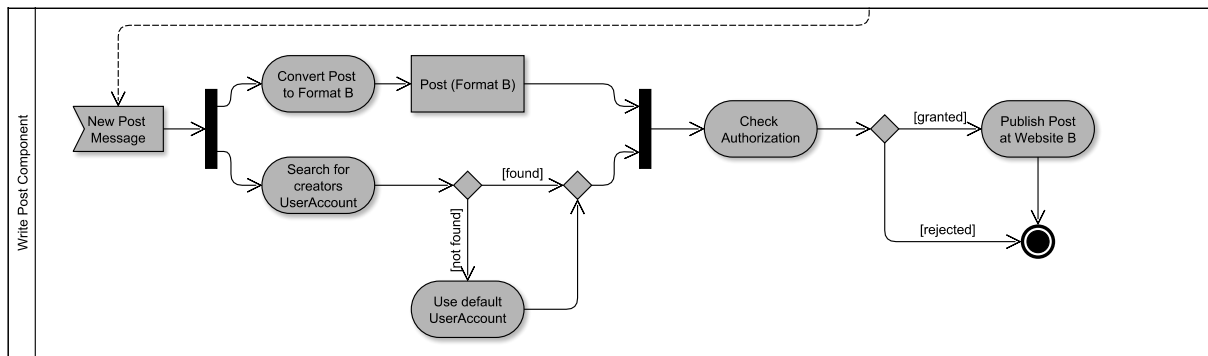 Write Post Component
New Post
Message
Convert Post
to Format B
Post (Format B)
Search for
creators
UserAccount
[found]
[not found]
Use default
UserAccount
Check
Authorization
[granted]
[rejected]
Publish Post
at Website B